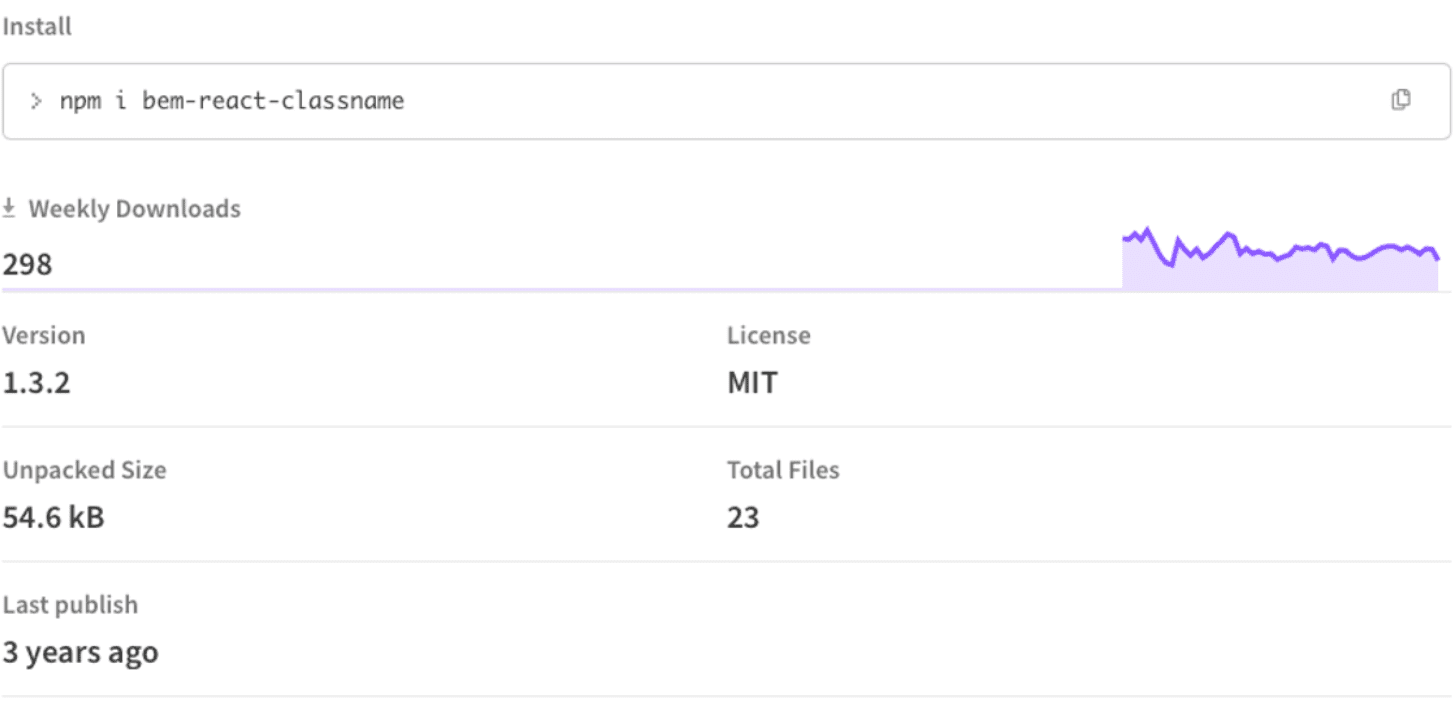 Install
> npm i bem-react-classname
Weekly Downloads
298
Version
License
1.3.2
MIT
Unpacked Size
Total Files
54.6 kB
23
Last publish
3 years ago